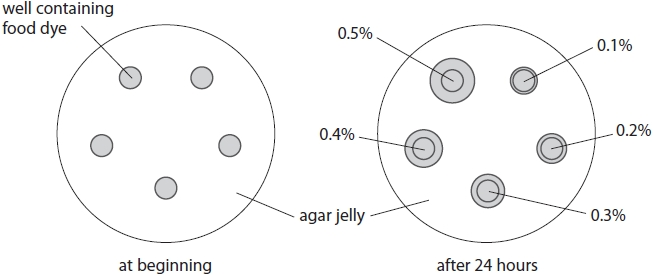 well containing
food dye
0.5%
0.1%
0.4%
0.2%
0.3%
agar jelly
at beginning
after 24 hours